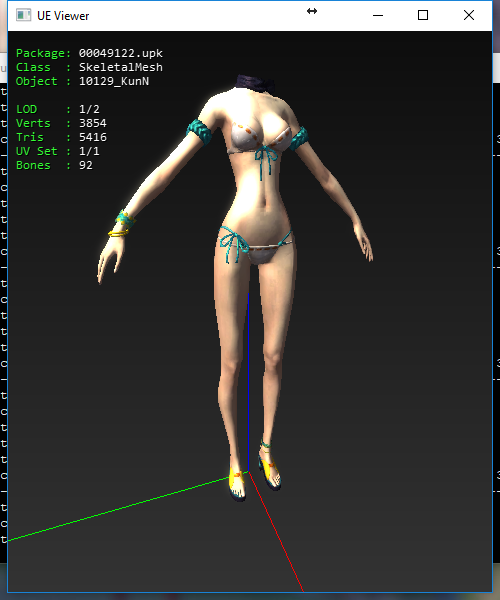 UE Viewer
Package: 00049122.upk
Class  : SkeletalMesh
Object : 10129_KunN
LOD    : 1/2
Verts  : 3854
Tris   : 5416
UV Set : 1/1
Bones  : 92